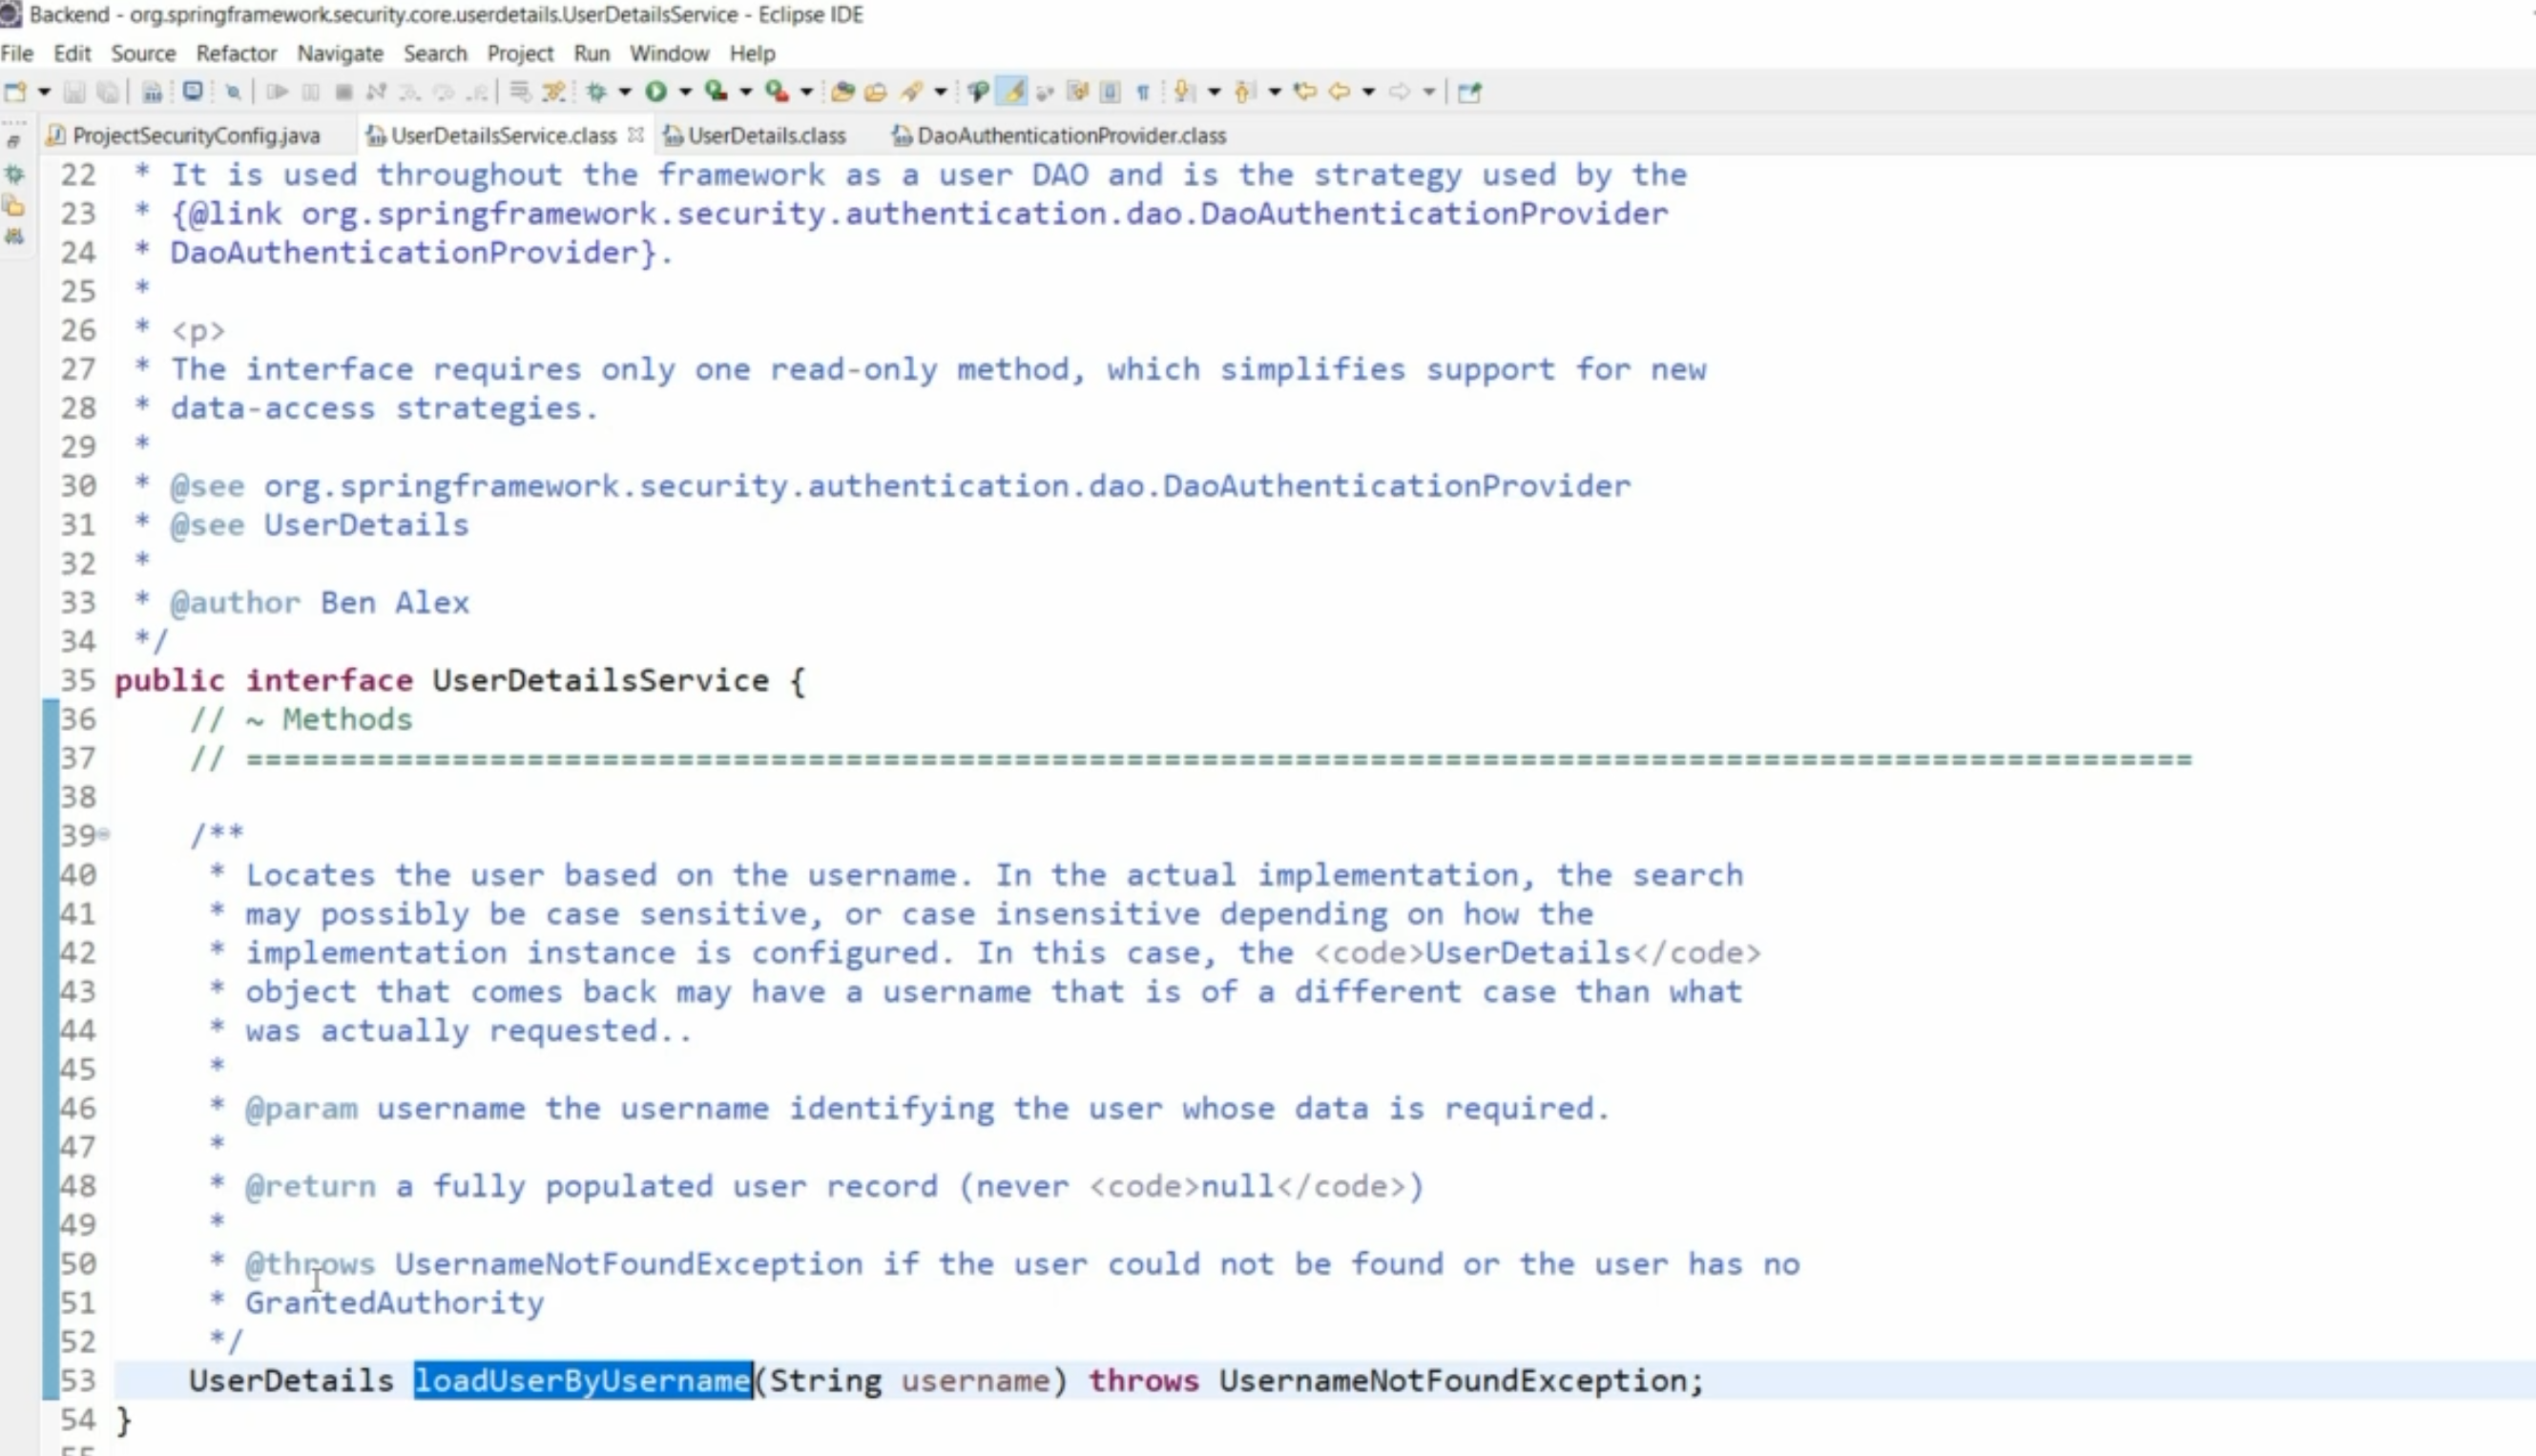 Backend - org.springframework.security.core.userdetails.UserDetailsService - Eclipse IDE
File Edit Source Refactor Navigate Search Project Run Window Help
ProjectSecurityConfig.java UserDetailsService.class UserDetails.class DaoAuthenticationProvider.class
22 * It is used throughout the framework as a user DAO and is the strategy used by the
23 * {@link org.springframework.security.authentication.dao.DaoAuthenticationProvider
24 * DaoAuthenticationProvider}.
25 *
26 * <p>
27 * The interface requires only one read-only method, which simplifies support for new
28 * data-access strategies.
29 *
30 * @see org.springframework.security.authentication.dao.DaoAuthenticationProvider
31 * @see UserDetails
32 *
33 * @author Ben Alex
34 */
35 public interface UserDetailsService {
36 // ~ Methods
37 // ========================================================================================================
38
39 /**
40 * Locates the user based on the username. In the actual implementation, the search
41 * may possibly be case sensitive, or case insensitive depending on how the
42 * implementation instance is configured. In this case, the <code>UserDetails</code>
43 * object that comes back may have a username that is of a different case than what
44 * was actually requested..
45 *
46 * @param username the username identifying the user whose data is required.
47 *
48 * @return a fully populated user record (never <code>null</code>)
49 *
50 * @throws UsernameNotFoundException if the user could not be found or the user has no
51 * GrantedAuthority
52 */
53 UserDetails loadUserByUsername(String username) throws UsernameNotFoundException;
54 }
55